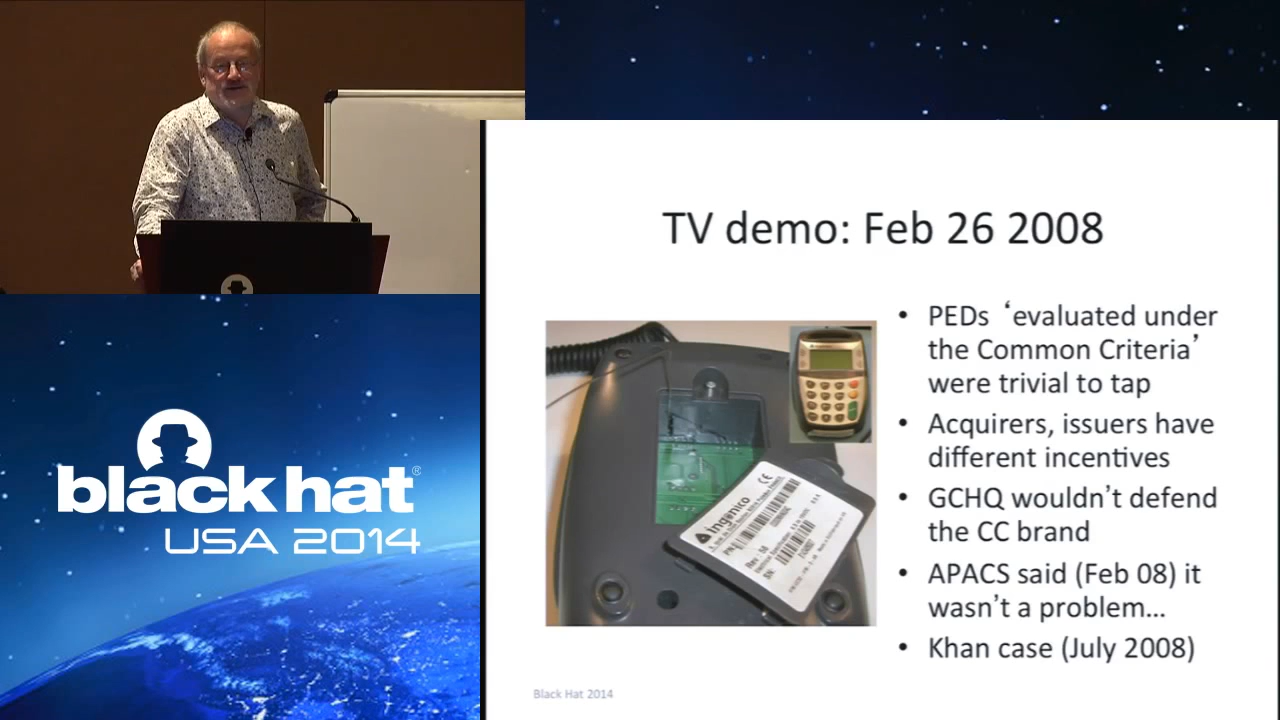 TV demo: Feb 26 2008
• PEDs ‘evaluated under
the Common Criteria’
were trivial to tap
• Acquirers, issuers have
different incentives
• GCHQ wouldn’t defend
the CC brand
• APACS said (Feb 08) it
wasn’t a problem…
• Khan case (July 2008)
ingenico
black hat®
USA 2014
Black Hat 2014